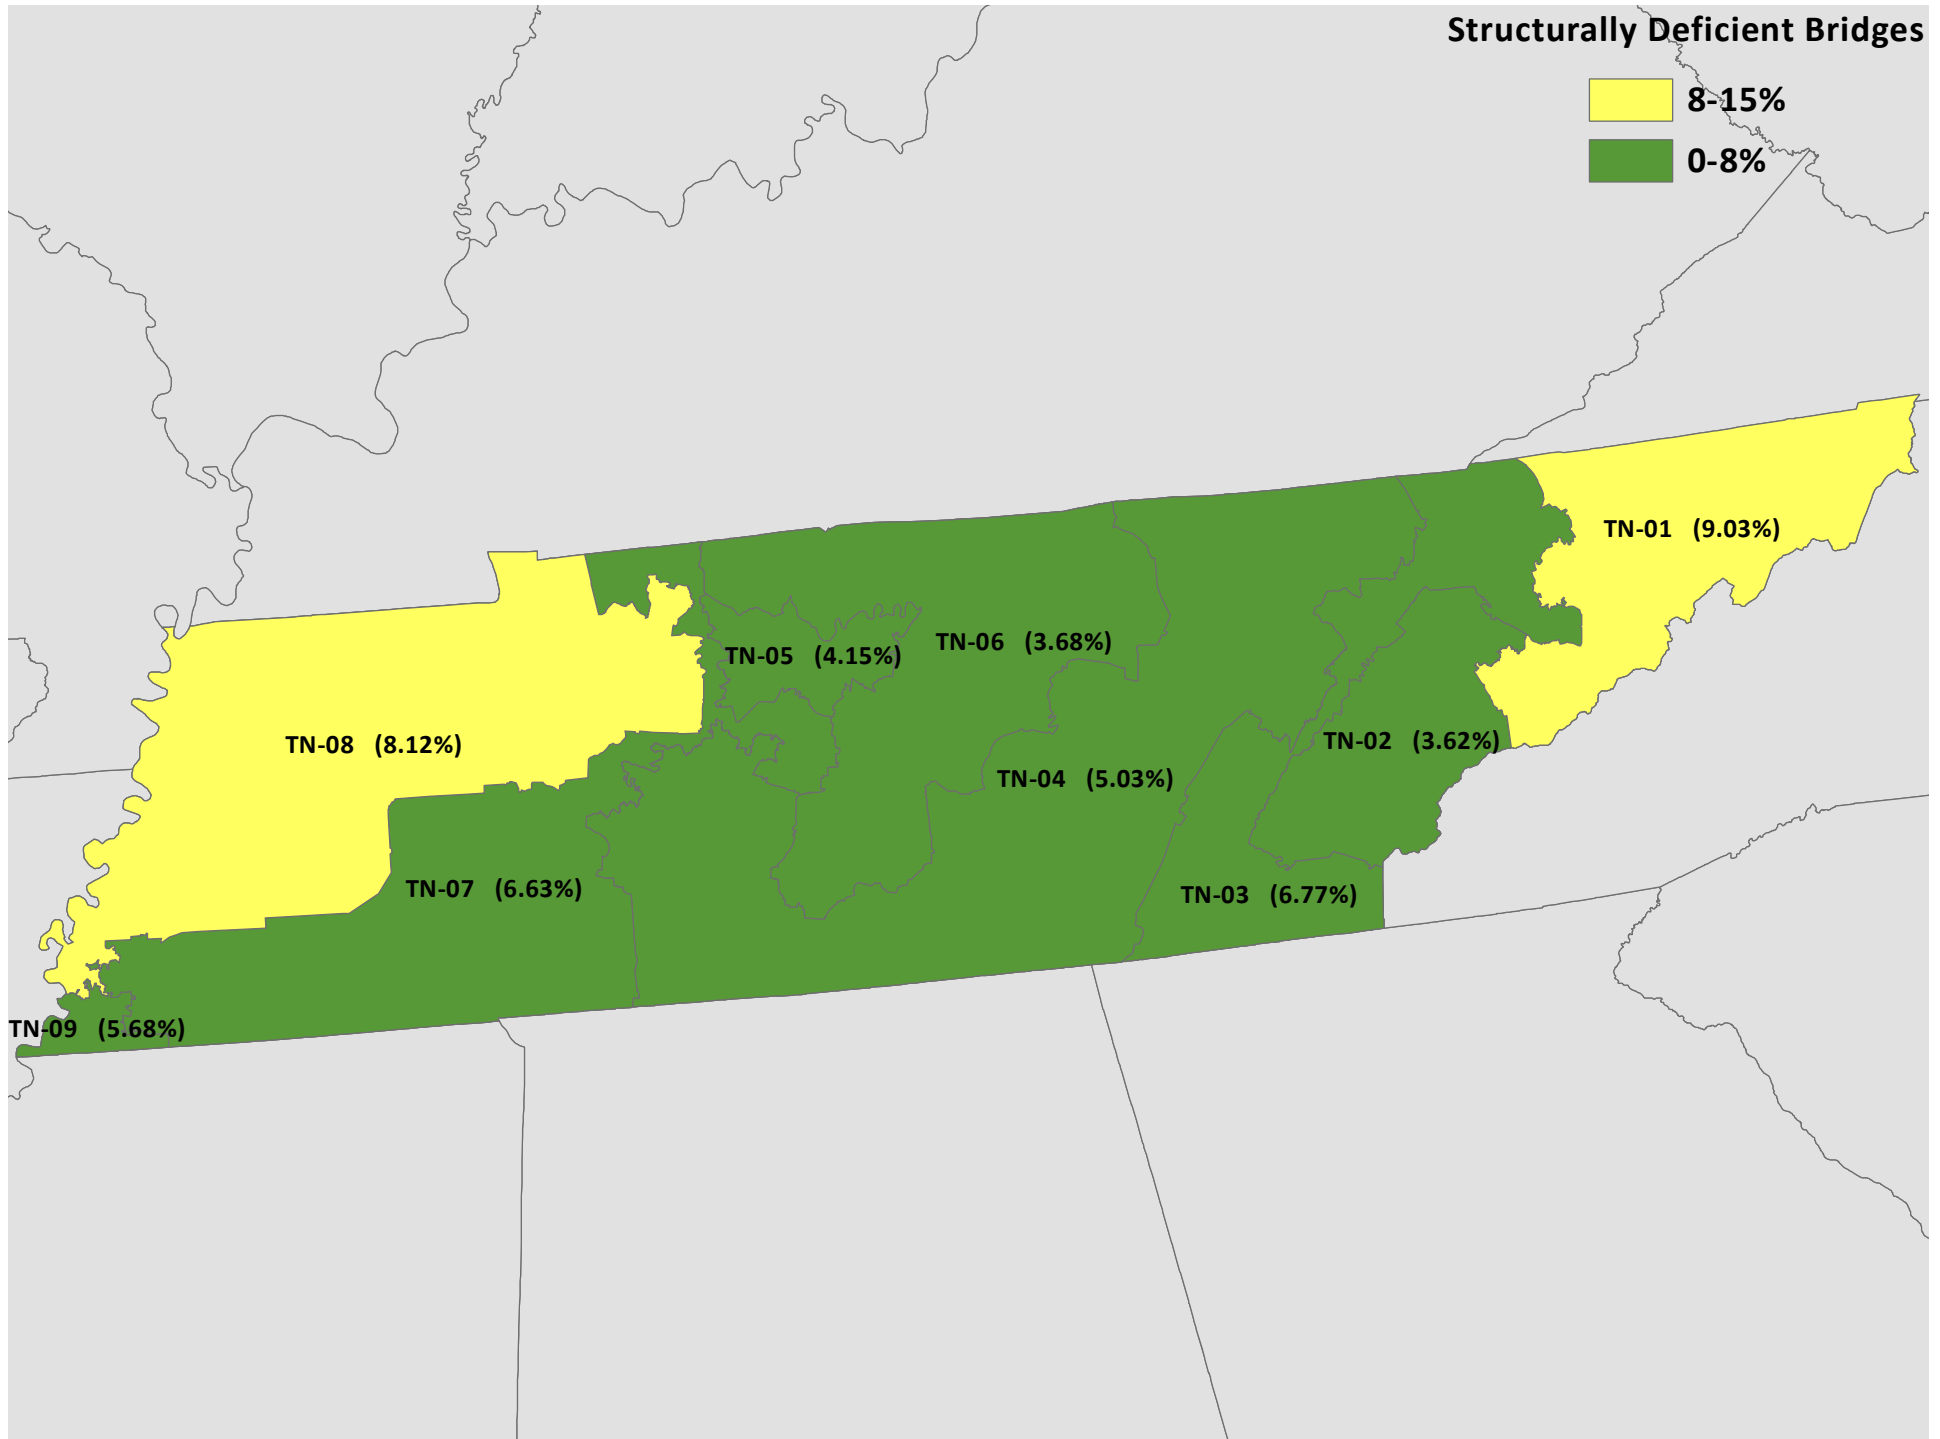 Structurally Deficient Bridges
8-15%
0-8%
TN-01 (9.03%)
TN-06 (3.68%)
TN-05 (4.15%)
TN-02 (3.62%)
TN-08 (8.12%)
TN-04 (5.03%)
TN-07 (6.63%)
TN-03 (6.77%)
TN-09 (5.68%)